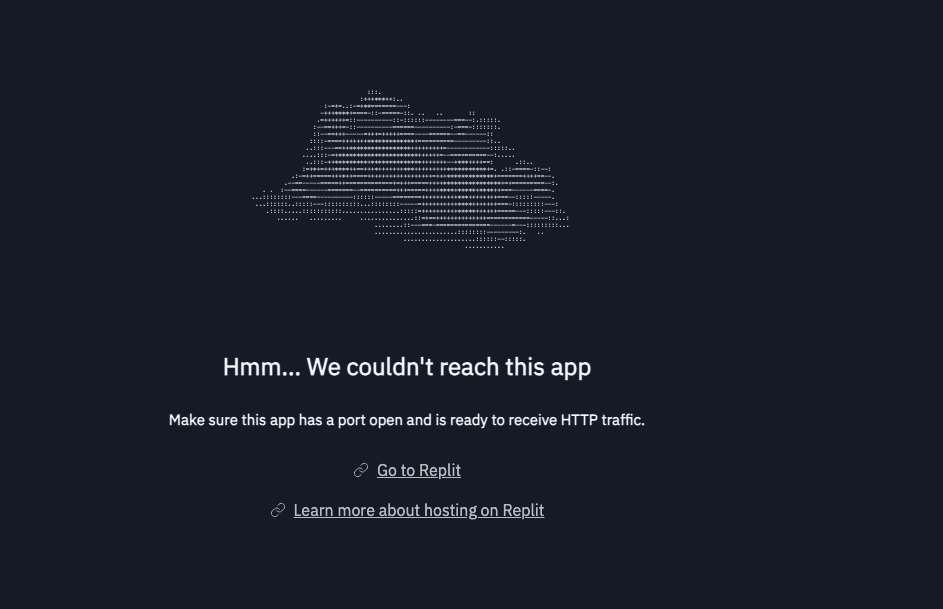 Hmm... We couldn't reach this app
Make sure this app has a port open and is ready to receive HTTP traffic.
Go to Replit
Learn more about hosting on Replit